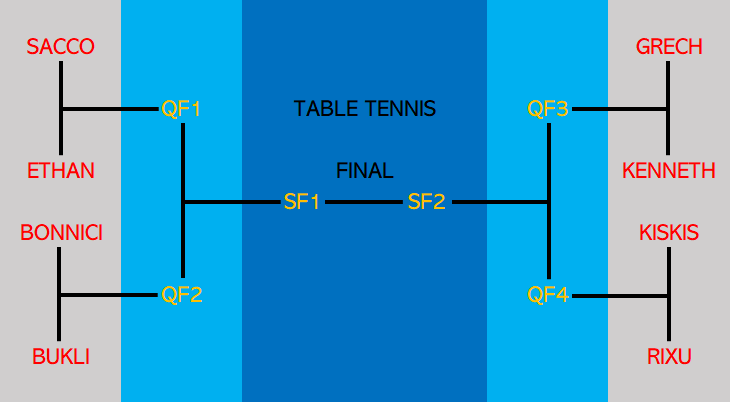 SACCO
GRECH
QF1
TABLE TENNIS
QF3
ETHAN
FINAL
KENNETH
SF1
SF2
BONNICI
KISKIS
QF2
QF4
BUKLI
RIXU